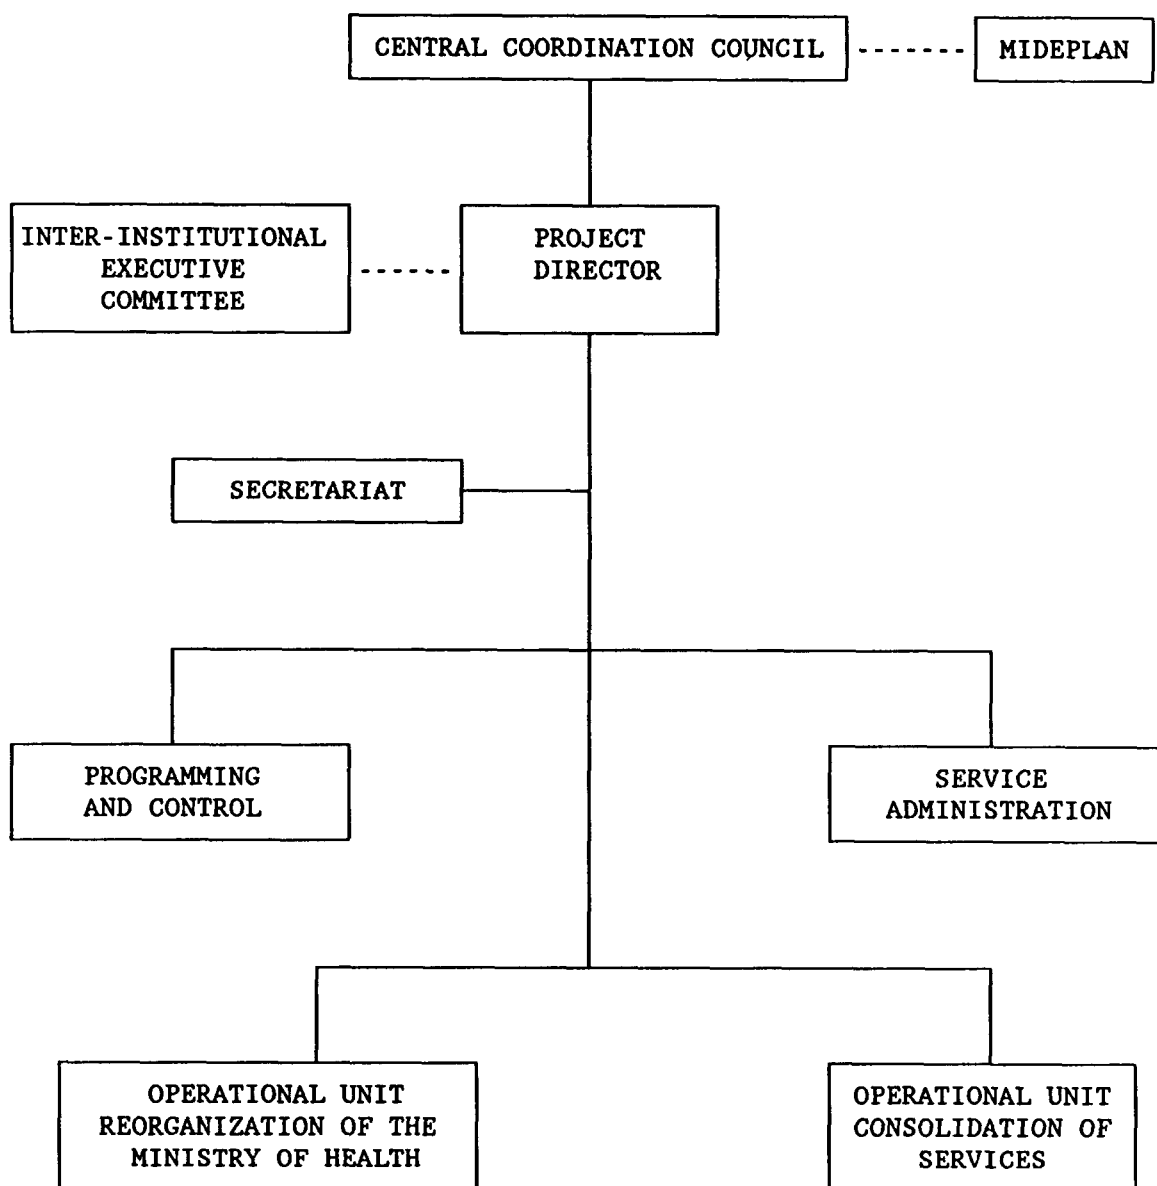 CENTRAL COORDINATION COUNCIL
MIDEPLAN
INTER-INSTITUTIONAL
EXECUTIVE
COMMITTEE
PROJECT
DIRECTOR
SECRETARIAT
PROGRAMMING
AND CONTROL
SERVICE
ADMINISTRATION
OPERATIONAL UNIT
REORGANIZATION OF THE
MINISTRY OF HEALTH
OPERATIONAL UNIT
CONSOLIDATION OF
SERVICES